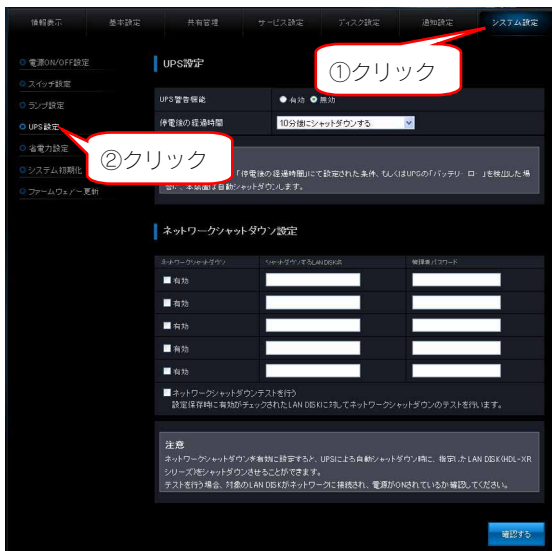 情報表示 基本設定 共有管理 サービス設定 ディスク設定 通知設定 システム設定
①クリック
電源ON/OFF設定
スイッチ設定
ランプ設定
UPS設定
省電力設定
システム初期化
ファームウェアー更新
②クリック
UPS設定
UPS警告機能 有効 無効
停電後の経過時間 10分後にシャットダウンする
「停電後の経過時間」にて設定された条件、もしくはUPSの「バッテリ・ロ-」を検出した場
合に、本装置は自動シャットダウンします。
ネットワークシャットダウン設定
ネットワークシャットダウン シャットダウンするLAN DISK名 管理者パスワード
有効
有効
有効
有効
有効
ネットワークシャットダウンテストを行う
設定保存時に有効がチェックされたLAN DISKに対してネットワークシャットダウンのテストを行います。
注意
ネットワークシャットダウンを有効に設定すると、UPSによる自動シャットダウン時に、指定したLAN DISK(HDL-XR
シリーズ)をシャットダウンさせることができます。
テストを行う場合、対象のLAN DISKがネットワークに接続され、電源がONされているか確認してください。
確認する